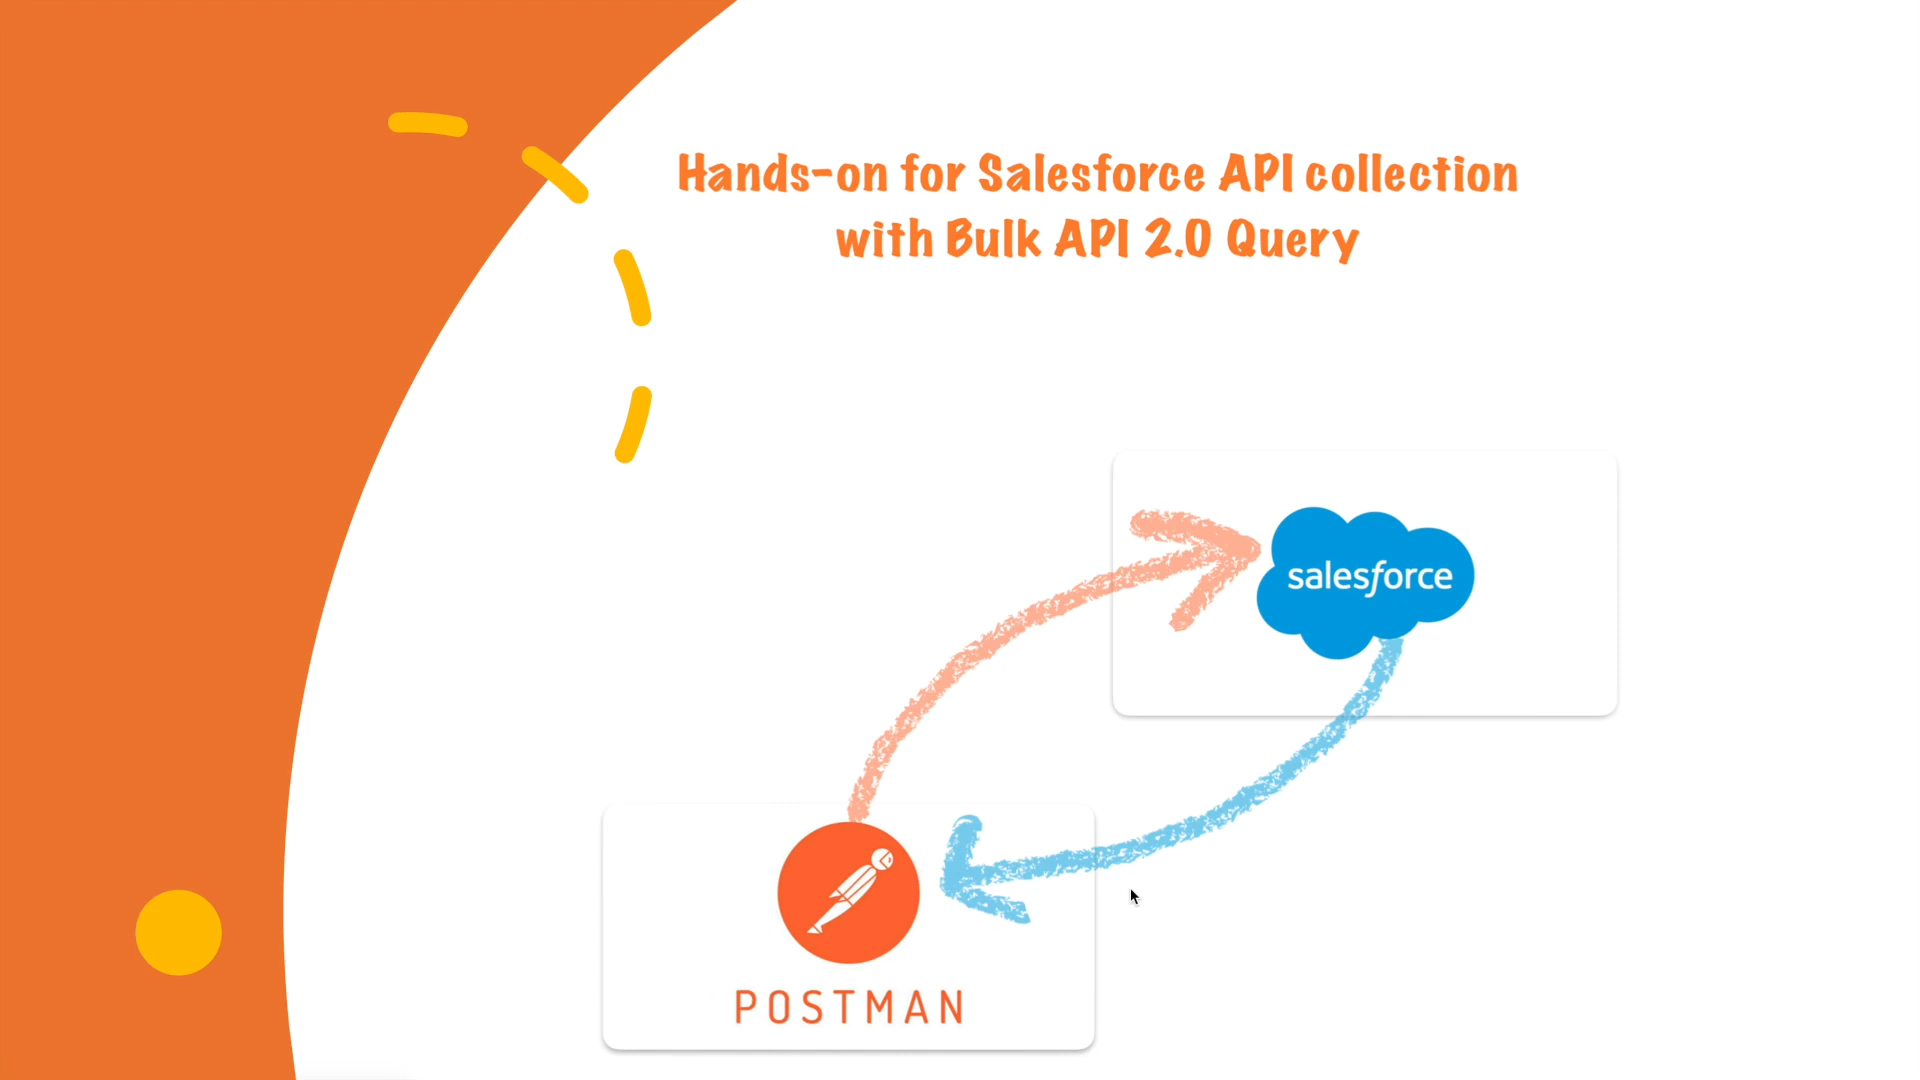 Hands-on for Salesforce API collection
with Bulk API 2.0 Query
salesforce
POSTMAN